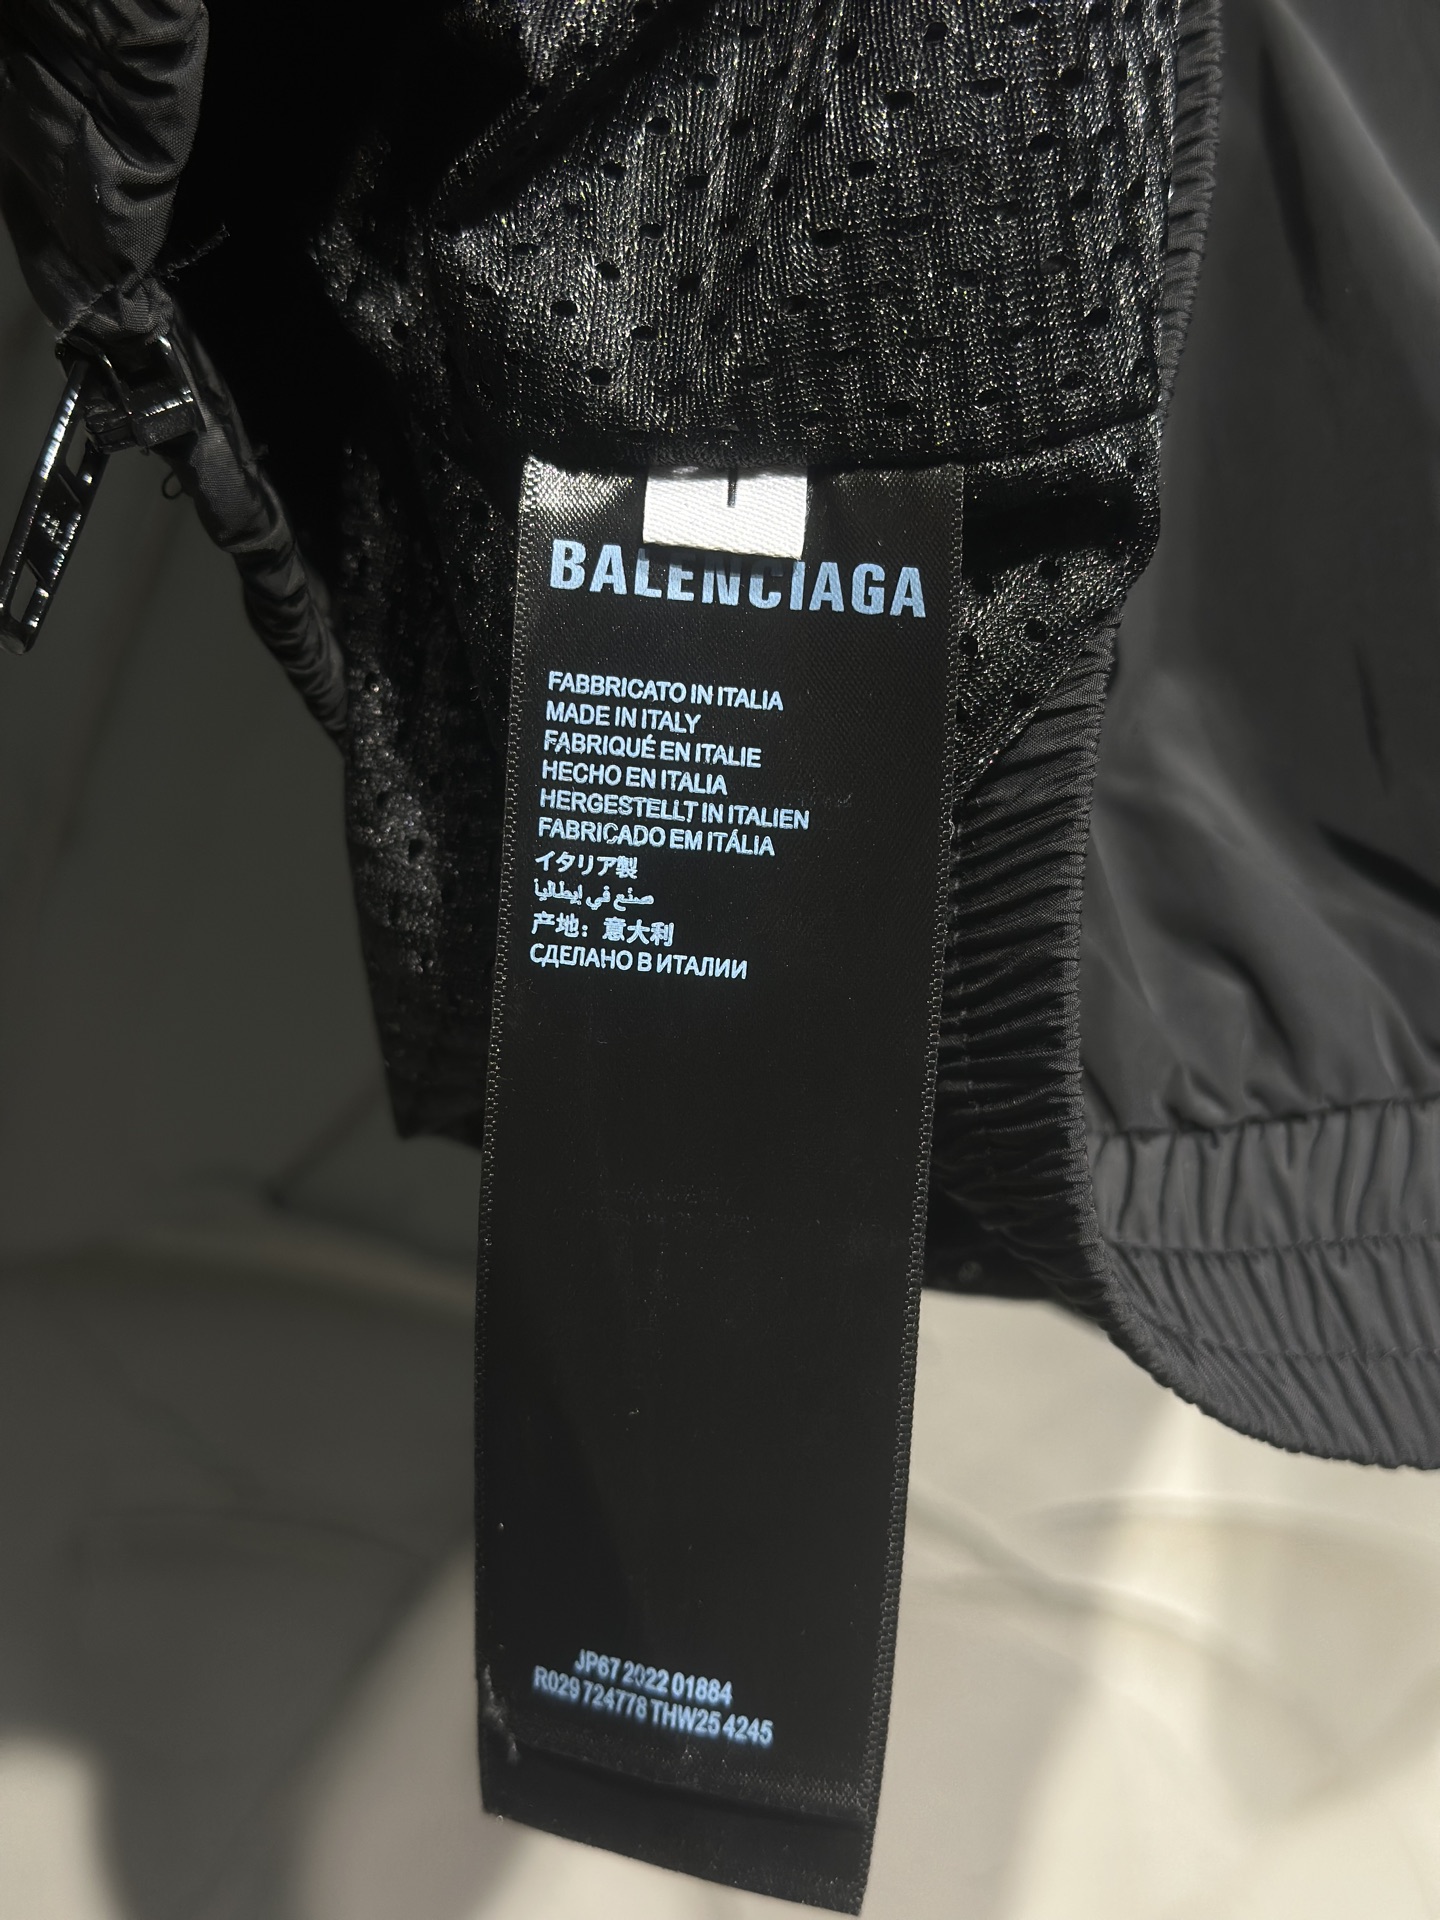 BALENCIAGA
FABBRICATO IN ITALIA
MADE IN ITALY
FABRIQUÉ EN ITALIE
HECHO EN ITALIA
HERGESTELLT IN ITALIEN
FABRICADO EM ITÁLIA
イタリア製
صنع في إيطاليا
产地：意大利
СДЕЛАНО В ИТАЛИИ
JP67 2022 01884
R029 724778 THW25 4245